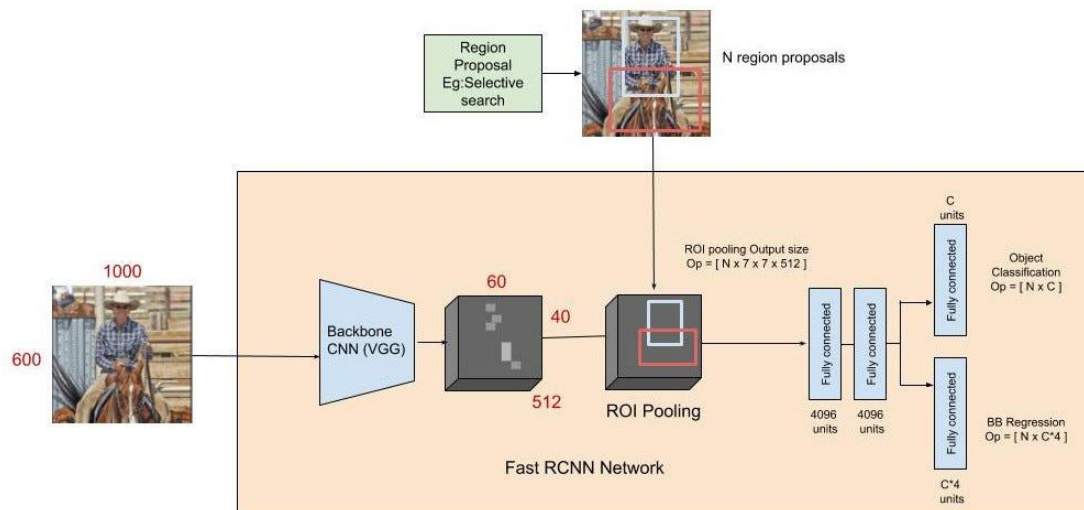 Region
Proposal
Eg:Selective
search
N region proposals
1000
600
Backbone
CNN (VGG)
60
40
512
ROI pooling Output size
Op = [ N x 7 x 7 x 512 ]
ROI Pooling
Fully connected
4096
units
Fully connected
4096
units
C
units
Fully connected
Object
Classification
Op = [ N x C ]
Fully connected
BB Regression
Op = [ N x C*4 ]
C*4
units
Fast RCNN Network